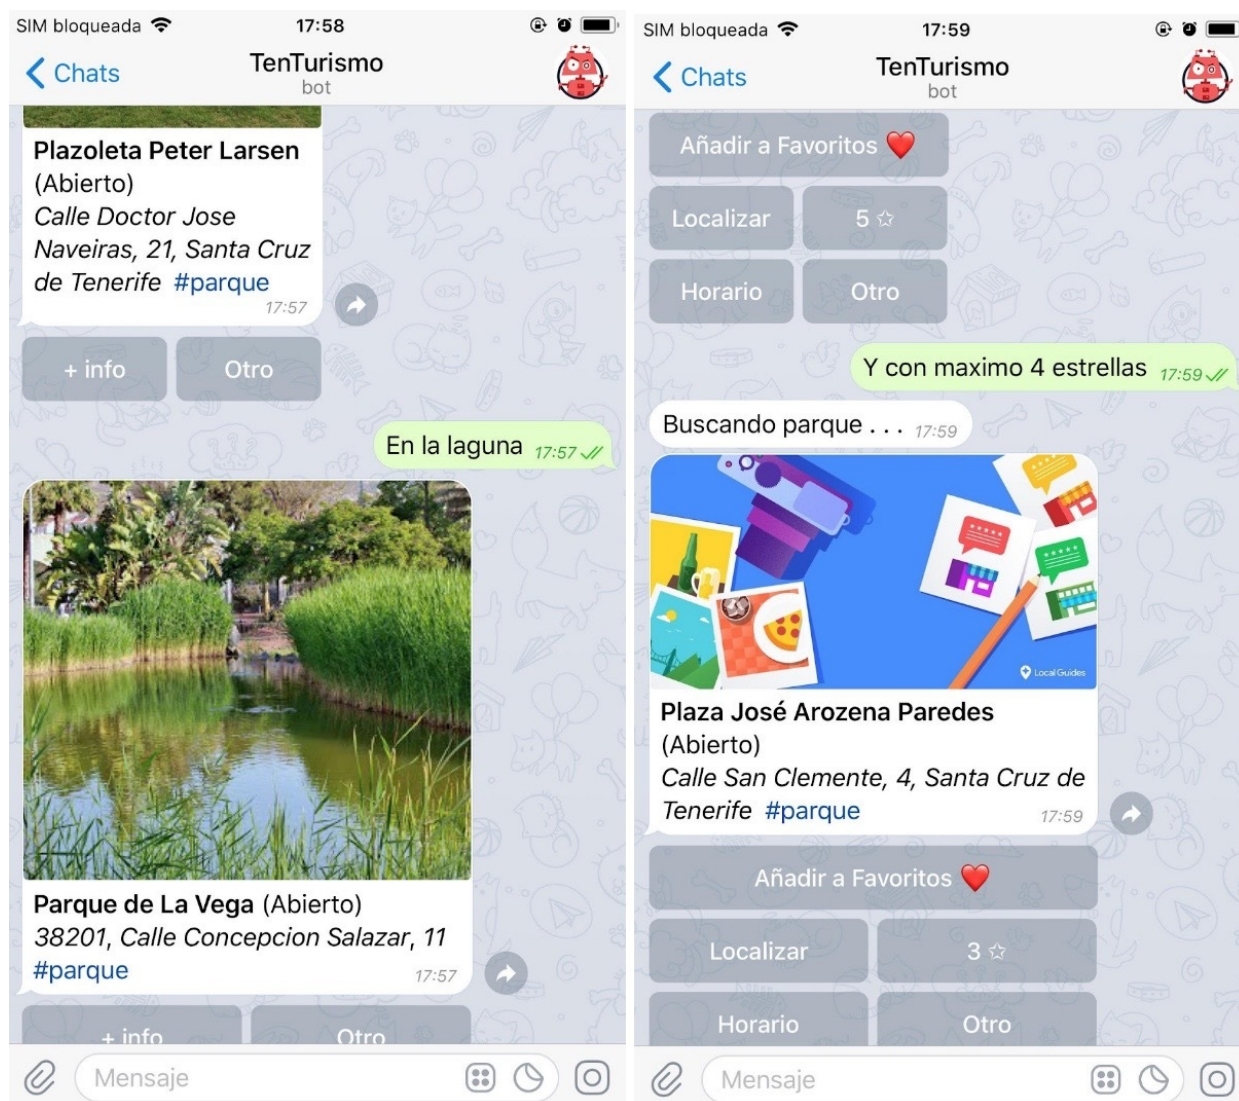 SIM bloqueada 17:58
Chats
TenTurismo
bot
Plazoleta Peter Larsen
(Abierto)
Calle Doctor Jose
Naveiras, 21, Santa Cruz
de Tenerife #parque
17:57
+ info Otro
En la laguna 17:57
Parque de La Vega (Abierto)
38201, Calle Concepcion Salazar, 11
#parque 17:57
+ info Otro
Mensaje
SIM bloqueada 17:59
Chats
TenTurismo
bot
Añadir a Favoritos ❤️
Localizar 5 ☆
Horario Otro
Y con maximo 4 estrellas 17:59
Buscando parque . . . 17:59
Local Guides
Plaza José Arozena Paredes
(Abierto)
Calle San Clemente, 4, Santa Cruz de
Tenerife #parque 17:59
Añadir a Favoritos ❤️
Localizar 3 ☆
Horario Otro
Mensaje